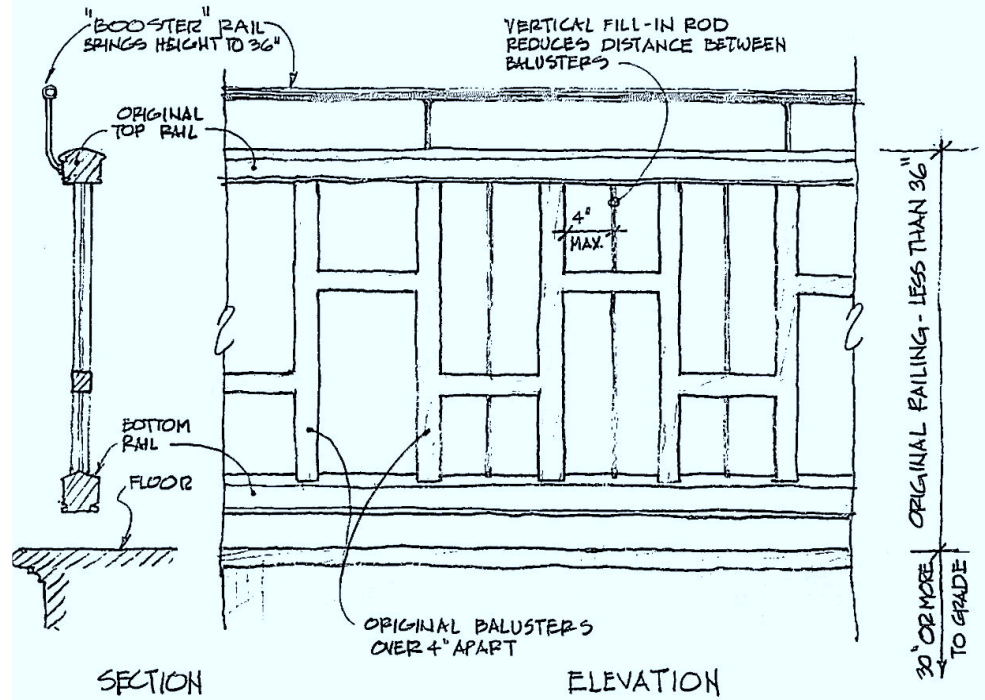 "BOOSTER" RAIL
BRINGS HEIGHT TO 36"
ORIGINAL
TOP RAIL
VERTICAL FILL-IN ROD
REDUCES DISTANCE BETWEEN
BALUSTERS
4"
MAX.
ORIGINAL RAILING - LESS THAN 36"
BOTTOM
RAIL
FLOOR
30" OR MORE
TO GRADE
ORIGINAL BALUSTERS
OVER 4" APART
SECTION
ELEVATION